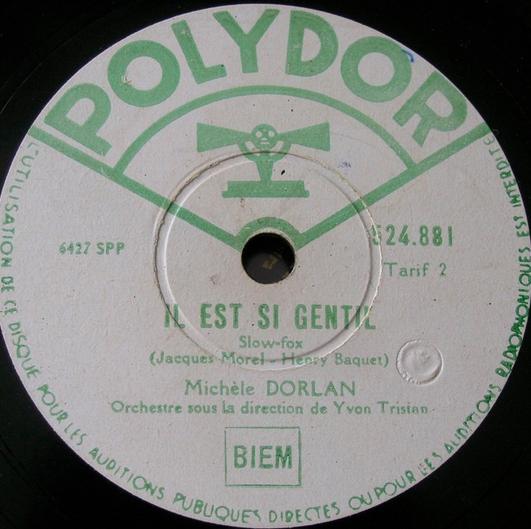 POLYDOR
6427 SPP
524.881
Tarif 2
IL EST SI GENTIL
Slow-fox
(Jacques Morel - Henry Baquet)
Michèle DORLAN
Orchestre sous la direction de Yvon Tristan
BIEM
L'UTILISATION DE CE DISQUE POUR LES AUDITIONS PUBLIQUES DIRECTES OU POUR LES AUDITIONS RADIOPHONIQUES EST INTERDITE